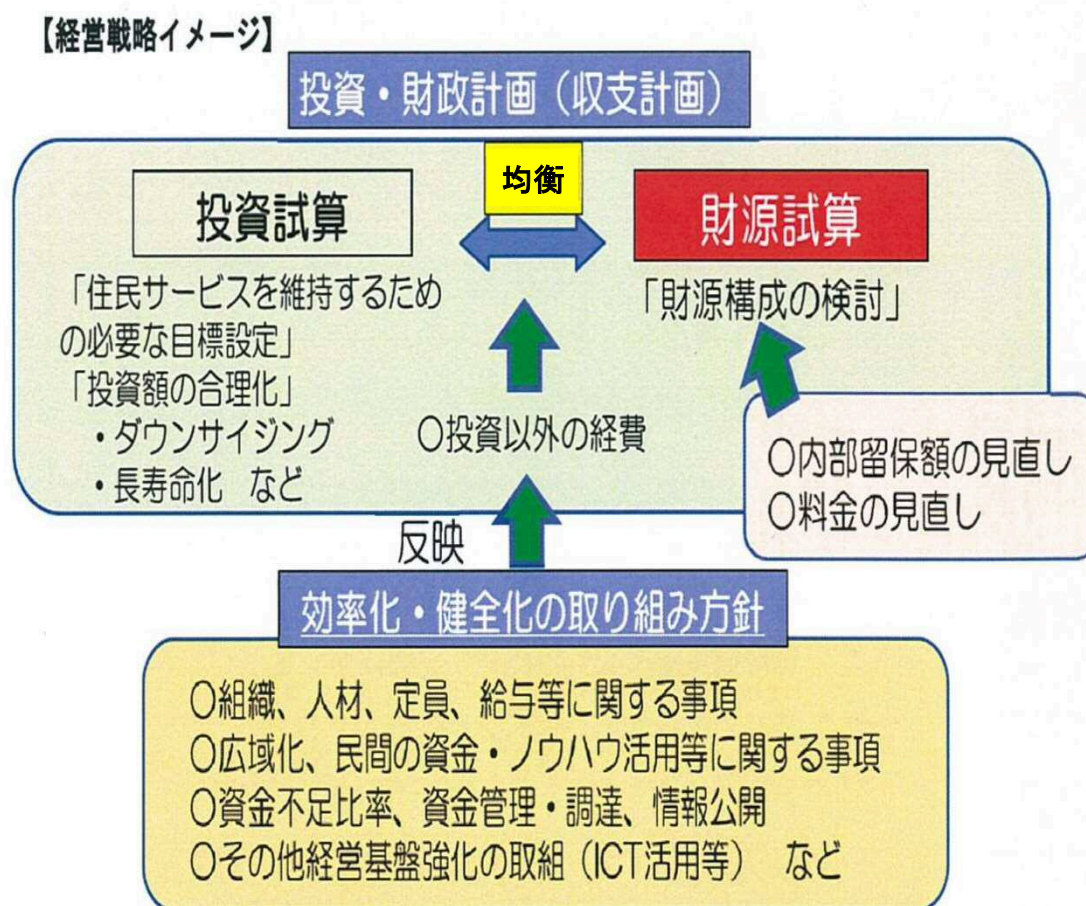 【経営戦略イメージ】
投資・財政計画（収支計画）
均衡
投資試算
財源試算
「住民サービスを維持するため
の必要な目標設定」
「投資額の合理化」
・ダウンサイジング
・長寿命化　など
「財源構成の検討」
○投資以外の経費
○内部留保額の見直し
○料金の見直し
反映
効率化・健全化の取り組み方針
○組織、人材、定員、給与等に関する事項
○広域化、民間の資金・ノウハウ活用等に関する事項
○資金不足比率、資金管理・調達、情報公開
○その他経営基盤強化の取組（ICT活用等）　など